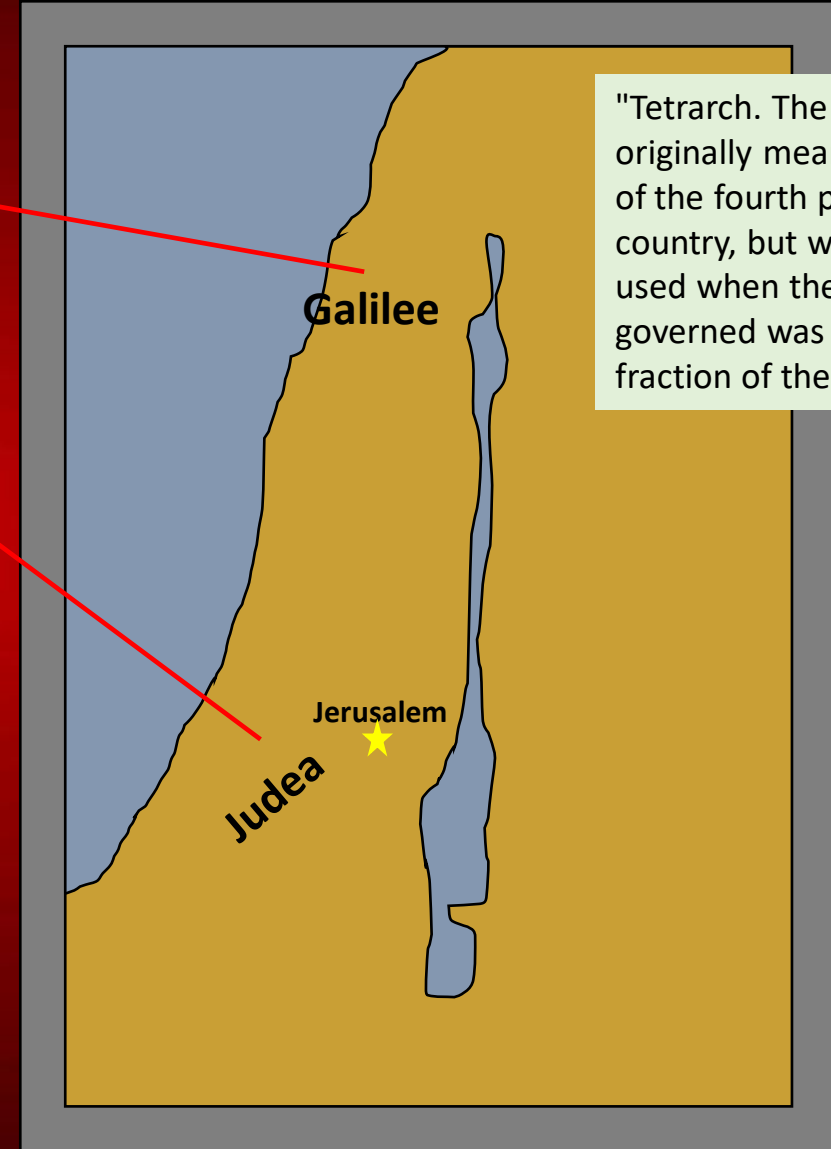 "Tetrarch. The
originally mea
of the fourth p
country, but w
used when the
governed was
fraction of the
Galilee
Jerusalem
Judea